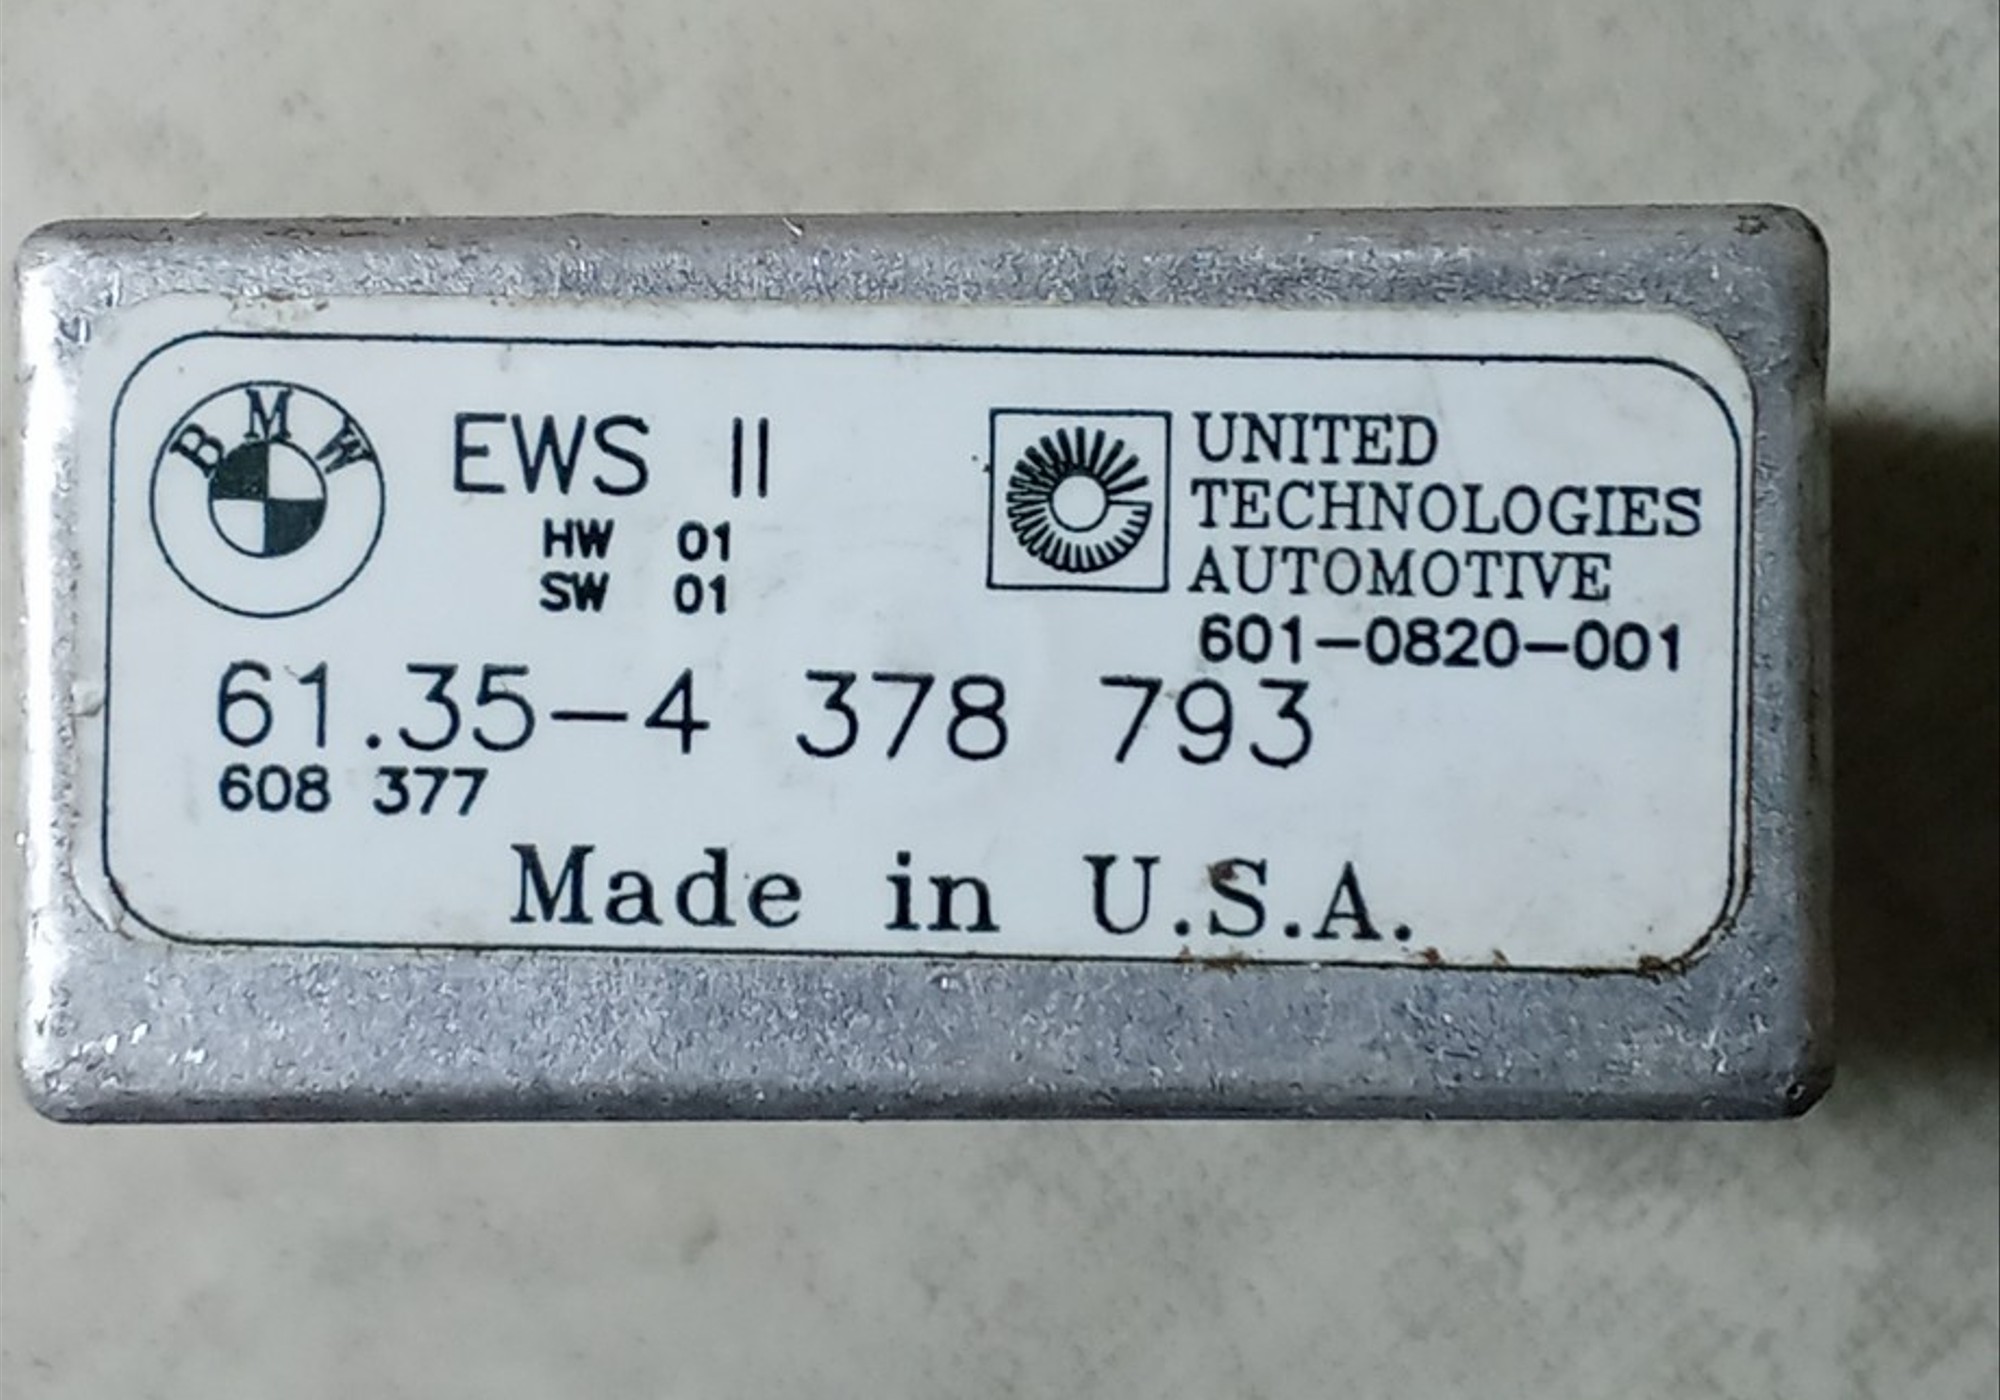 BMW
EWS II
HW 01
SW 01
UNITED
TECHNOLOGIES
AUTOMOTIVE
601-0820-001
61.35-4 378 793
608 377
Made in U.S.A.